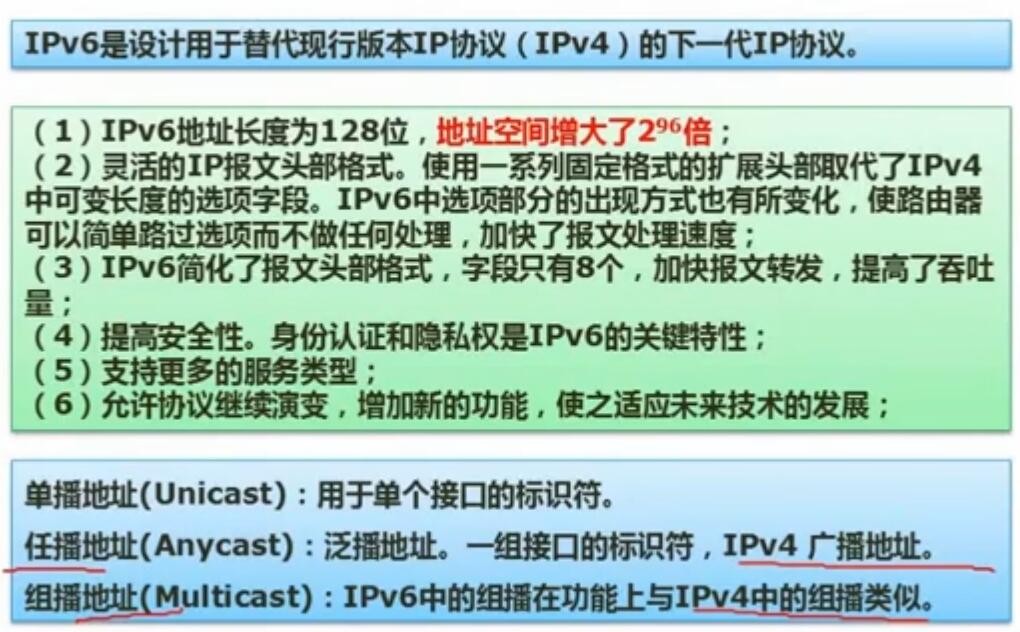 IPv6是设计用于替代现行版本IP协议（IPv4）的下一代IP协议。
（1）IPv6地址长度为128位，地址空间增大了2⁹⁶倍；
（2）灵活的IP报文头部格式。使用一系列固定格式的扩展头部取代了IPv4
中可变长度的选项字段。IPv6中选项部分的出现方式也有所变化，使路由器
可以简单路过选项而不做任何处理，加快了报文处理速度；
（3）IPv6简化了报文头部格式，字段只有8个，加快报文转发，提高了吞吐
量；
（4）提高安全性。身份认证和隐私权是IPv6的关键特性；
（5）支持更多的服务类型；
（6）允许协议继续演变，增加新的功能，使之适应未来技术的发展；
单播地址(Unicast)：用于单个接口的标识符。
任播地址(Anycast)：泛播地址。一组接口的标识符，IPv4 广播地址。
组播地址(Multicast)：IPv6中的组播在功能上与IPv4中的组播类似。